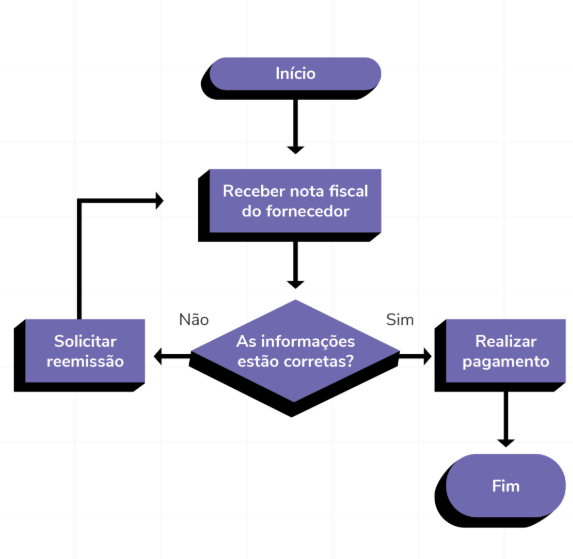 Início
Receber nota fiscal
do fornecedor
Não
Sim
As informações
estão corretas?
Solicitar
reemissão
Realizar
pagamento
Fim